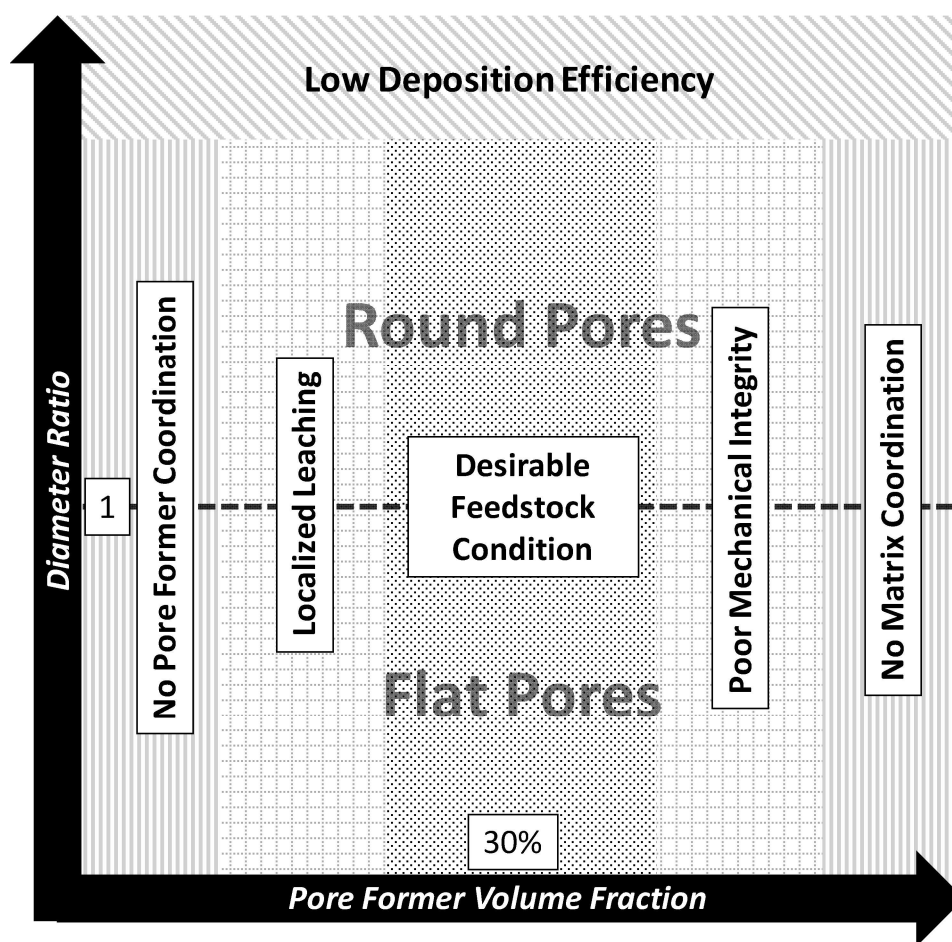 Low Deposition Efficiency
Round Pores
Diameter Ratio
1
No Pore Former Coordination
Localized Leaching
Desirable
Feedstock
Condition
Poor Mechanical Integrity
No Matrix Coordination
Flat Pores
30%
Pore Former Volume Fraction